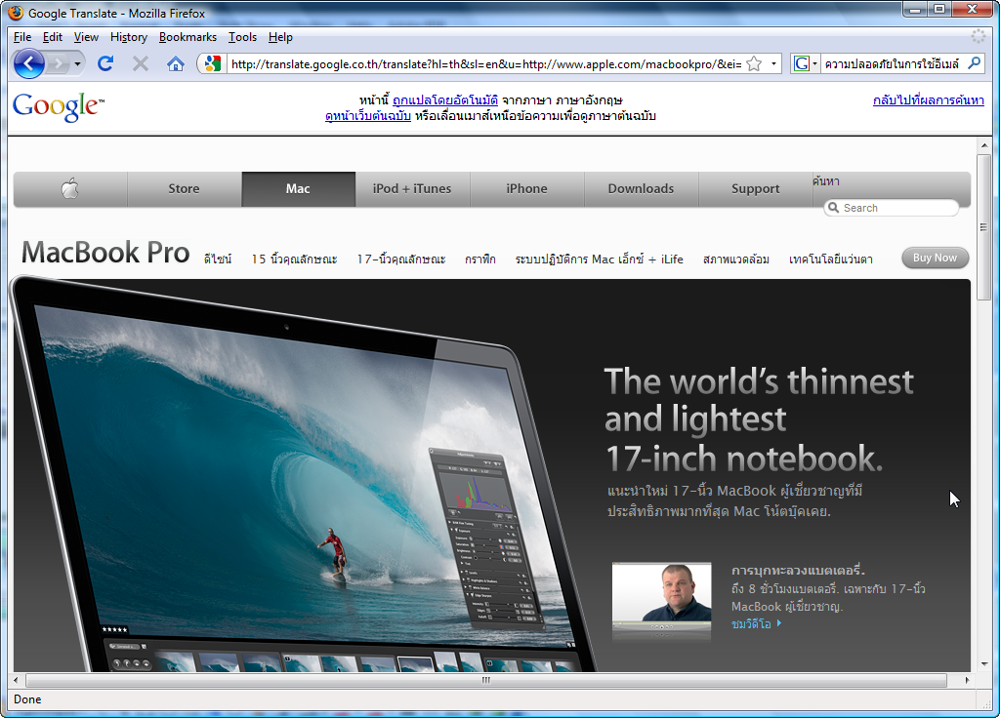 Google Translate - Mozilla Firefox
File Edit View History Bookmarks Tools Help
http://translate.google.co.th/translate?hl=th&sl=en&u=http://www.apple.com/macbookpro/&ei=
G ความปลอดภัยในการใช้อีเมล์
Google™
หน้านี้ ถูกแปลโดยอัตโนมัติ จากภาษา ภาษาอังกฤษ
ดูหน้าเว็บต้นฉบับ หรือเลื่อนเมาส์เหนือข้อความเพื่อดูภาษาต้นฉบับ
กลับไปที่ผลการค้นหา
Store Mac iPod + iTunes iPhone Downloads Support
ค้นหา
Search
MacBook Pro ดีไซน์ 15 นิ้วคุณลักษณะ 17-นิ้วคุณลักษณะ กราฟิก ระบบปฏิบัติการ Mac เอ็กซ์ + iLife สภาพแวดล้อม เทคโนโลยีแว่นตา Buy Now
The world's thinnest
and lightest
17-inch notebook.
แนะนำใหม่ 17-นิ้ว MacBook ผู้เชี่ยวชาญที่มี
ประสิทธิภาพมากที่สุด Mac โน้ตบุ๊คเคย.
การบุกทะลวงแบตเตอรี่.
ถึง 8 ชั่วโมงแบตเตอรี่. เฉพาะกับ 17-นิ้ว
MacBook ผู้เชี่ยวชาญ.
ชมวิดีโอ
Done